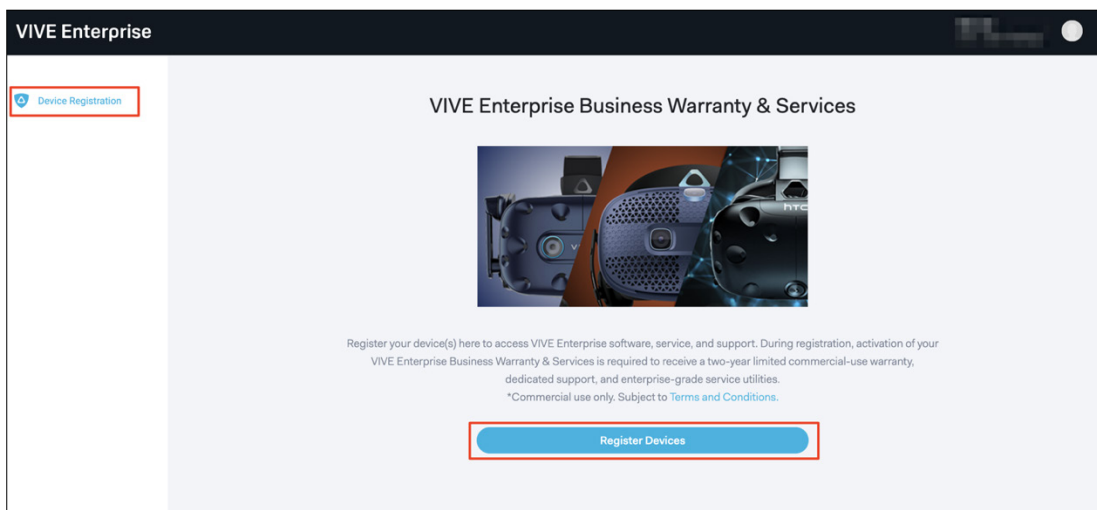 VIVE Enterprise
Device Registration
VIVE Enterprise Business Warranty & Services
htc
Register your device(s) here to access VIVE Enterprise software, service, and support. During registration, activation of your
VIVE Enterprise Business Warranty & Services is required to receive a two-year limited commercial-use warranty,
dedicated support, and enterprise-grade service utilities.
*Commercial use only. Subject to Terms and Conditions.
Register Devices